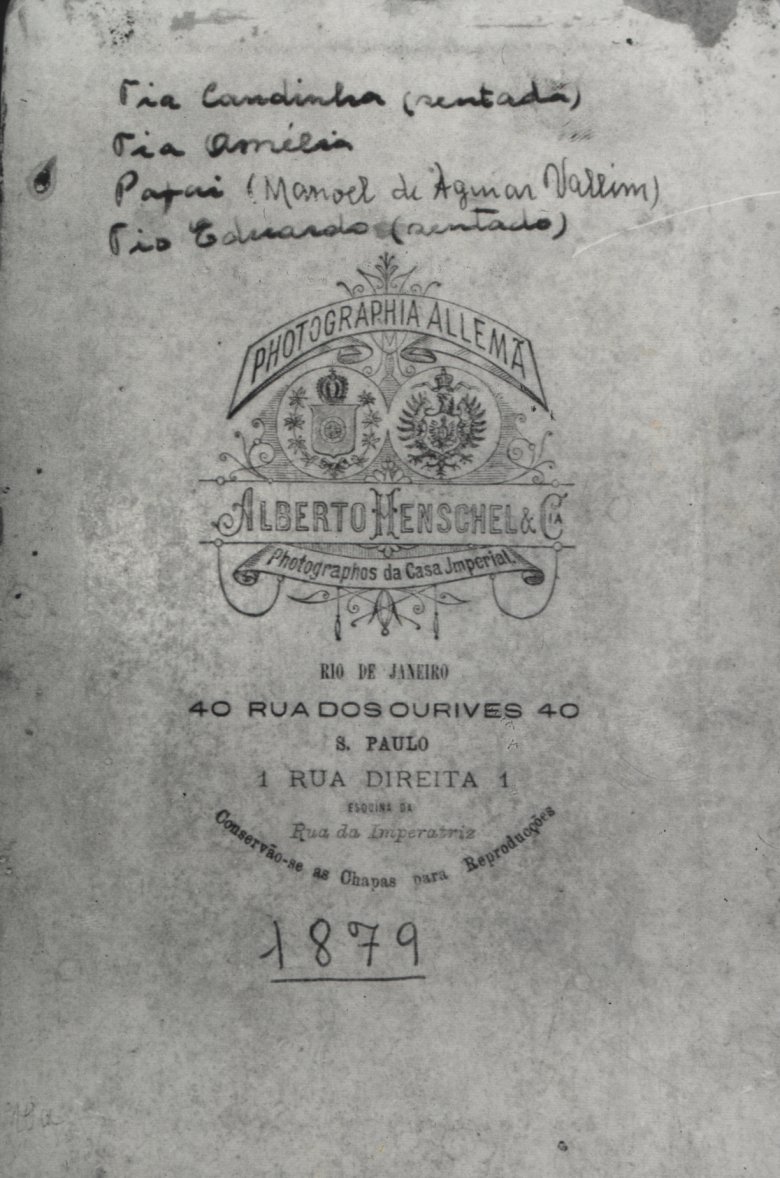 Tia Candinha (sentada)
Tia Amélia
Papai (Manoel de Aguiar Vallim)
Tio Eduardo (sentado)
PHOTOGRAPHIA ALLEMÃ
ALBERTO HENSCHEL & CIA
Photographos da Casa Imperial.
RIO DE JANEIRO
40 RUA DOS OURIVES 40
S. PAULO
1 RUA DIREITA 1
ESQUINA DA
Rua da Imperatriz
Conservão-se as Chapas para Reproducções
1879